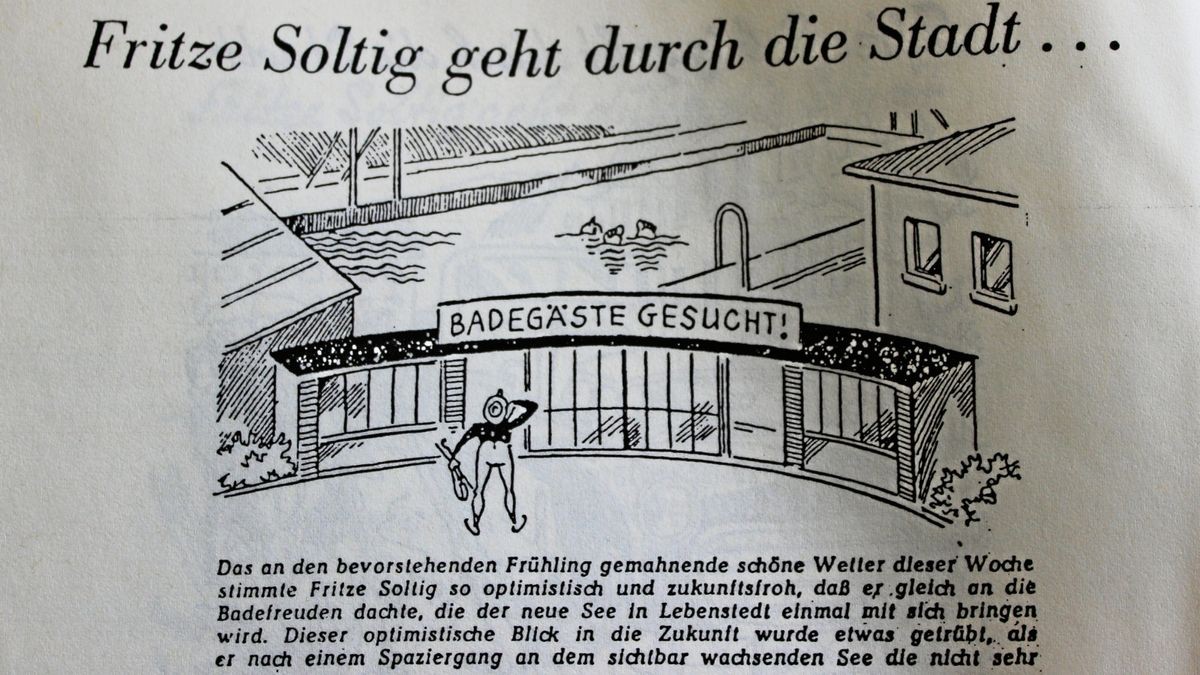 Fritze Soltig geht durch die Stadt ...
BADEGÄSTE GESUCHT!
Das an den bevorstehenden Frühling gemahnende schöne Wetter dieser Woche
stimmte Fritze Soltig so optimistisch und zukunftsfroh, daß er gleich an die
Badefreuden dachte, die der neue See in Lebenstedt einmal mit sich bringen
wird. Dieser optimistische Blick in die Zukunft wurde etwas getrübt, als
er nach einem Spaziergang an dem sichtbar wachsenden See die nicht sehr